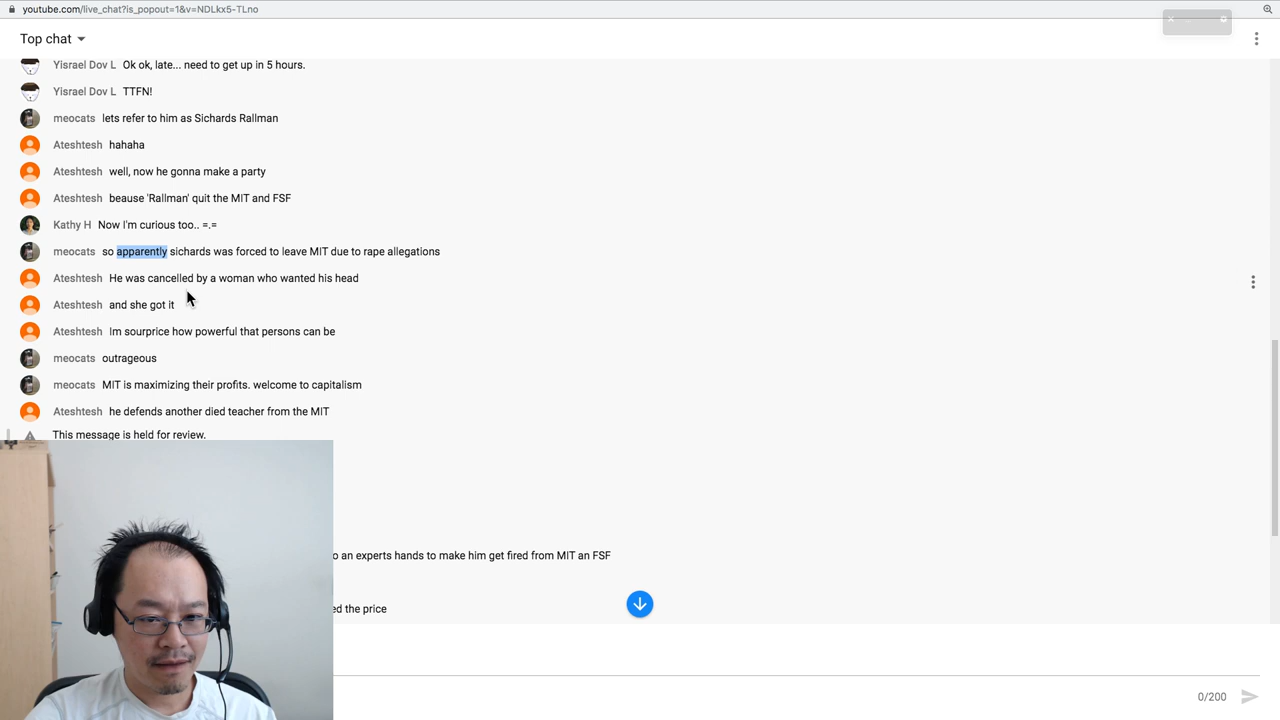 youtube.com/live_chat?is_popout=1&v=NDLkx5-TLno
Top chat
Yisrael Dov L Ok ok, late... need to get up in 5 hours.
Yisrael Dov L TTFN!
meocats lets refer to him as Sichards Rallman
Ateshtesh hahaha
Ateshtesh well, now he gonna make a party
Ateshtesh beause 'Rallman' quit the MIT and FSF
Kathy H Now I'm curious too.. =.=
meocats so apparently sichards was forced to leave MIT due to rape allegations
Ateshtesh He was cancelled by a woman who wanted his head
Ateshtesh and she got it
Ateshtesh Im sourprice how powerful that persons can be
meocats outrageous
meocats MIT is maximizing their profits. welcome to capitalism
Ateshtesh he defends another died teacher from the MIT
This message is held for review.
o an experts hands to make him get fired from MIT an FSF
ed the price
0/200